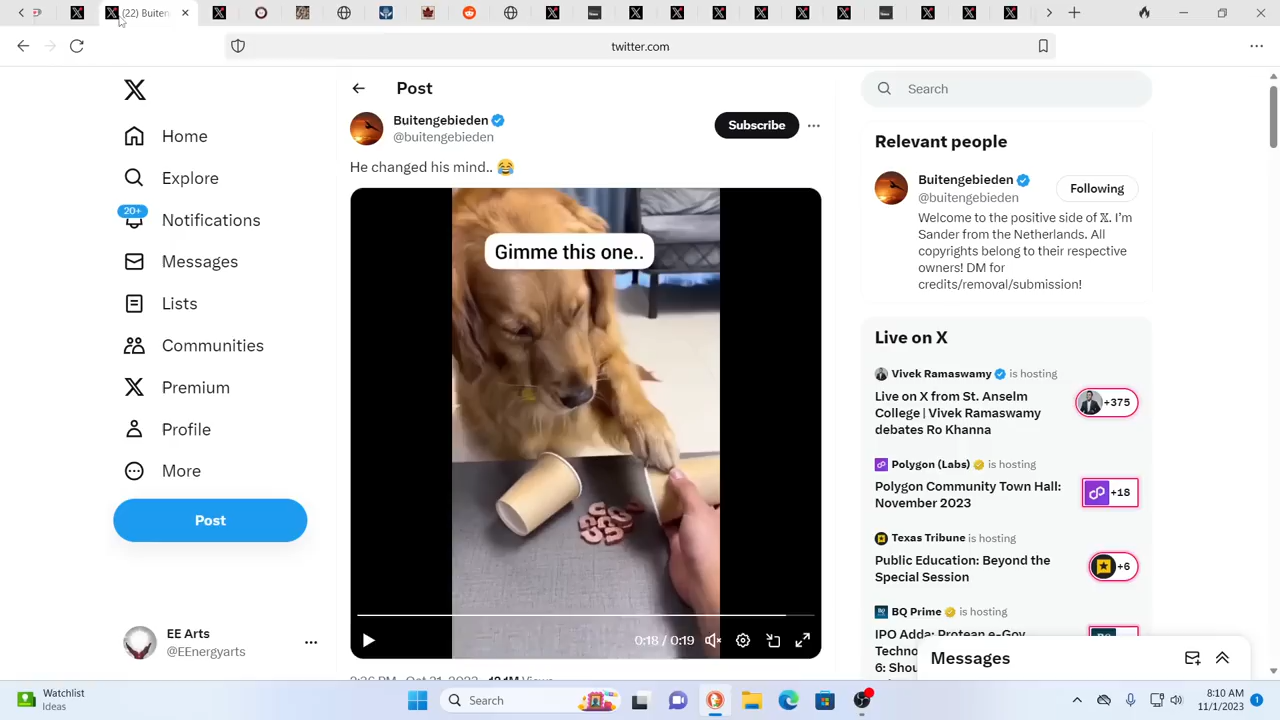 (22) Buiten
twitter.com
Post
Search
Buitengebieden
@buitengebieden
Subscribe
He changed his mind..
Gimme this one..
0:18 / 0:19
Home
Explore
20+
Notifications
Messages
Lists
Communities
Premium
Profile
More
Post
EE Arts
@EEnergyarts
Relevant people
Buitengebieden
@buitengebieden
Following
Welcome to the positive side of 𝕏. I'm
Sander from the Netherlands. All
copyrights belong to their respective
owners! DM for
credits/removal/submission!
Live on X
Vivek Ramaswamy is hosting
Live on X from St. Anselm
College | Vivek Ramaswamy
debates Ro Khanna
+375
Polygon (Labs) is hosting
Polygon Community Town Hall:
November 2023
+18
Texas Tribune is hosting
Public Education: Beyond the
Special Session
+6
BQ Prime is hosting
IPO Adda: Protean e-Gov
Techno
6: Shou
Messages
Watchlist
Ideas
Search
8:10 AM
11/1/2023
1